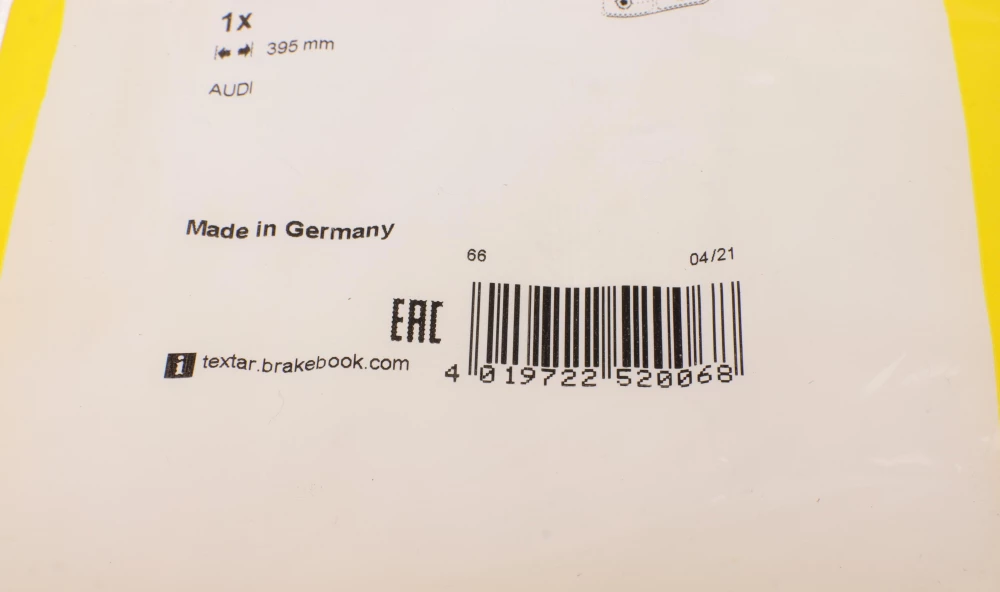 1X
395 mm
AUDI
Made in Germany
66 04/21
EAC
i textar.brakebook.com
4 019722 520068